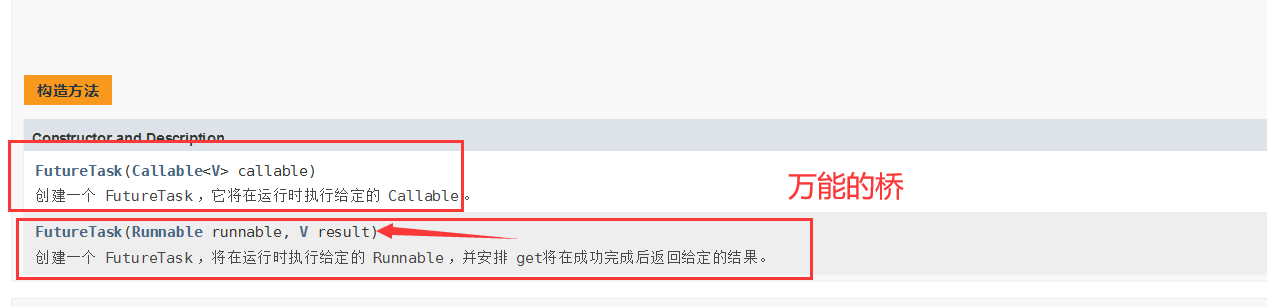 构造方法
Constructor and Description
FutureTask(Callable<V> callable)
创建一个 FutureTask ,它将在运行时执行给定的 Callable 。
万能的桥
FutureTask(Runnable runnable, V result)
创建一个 FutureTask ,将在运行时执行给定的 Runnable ,并安排 get将在成功完成后返回给定的结果。